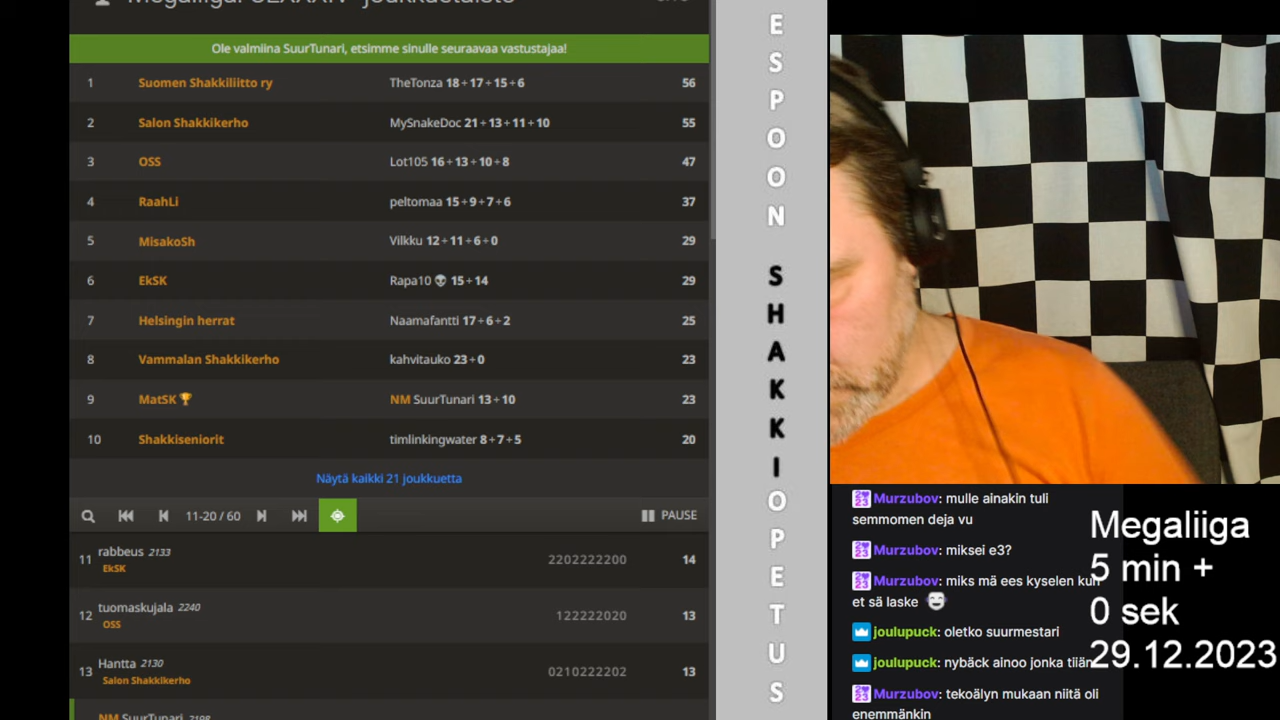 Ole valmiina SuurTunari, etsimme sinulle seuraavaa vastustajaa!
1 Suomen Shakkiliitto ry TheTonza 18+17+15+6 56
2 Salon Shakkikerho MySnakeDoc 21+13+11+10 55
3 OSS Lot105 16+13+10+8 47
4 RaahLi peltomaa 15+9+7+6 37
5 MisakoSh Vilkku 12+11+6+0 29
6 EkSK Rapa10 15+14 29
7 Helsingin herrat Naamafantti 17+6+2 25
8 Vammalan Shakkikerho kahvitauko 23+0 23
9 MatSK NM SuurTunari 13+10 23
10 Shakkiseniorit timlinkingwater 8+7+5 20
Näytä kaikki 21 joukkuetta
11-20 / 60 PAUSE
11 rabbeus 2133 2202222200 14
EkSK
12 tuomaskujala 2240 122222020 13
OSS
13 Hantta 2130 0210222202 13
Salon Shakkikerho
NM SuurTunari 2198
ESPOON
SHAKKIOPETUS
Murzubov: mulle ainakin tuli
semmomen deja vu
Murzubov: miksei e3?
Murzubov: miks mä ees kyselen kun
et sä laske
joulupuck: oletko suurmestari
joulupuck: nybäck ainoo jonka tiiän
Murzubov: tekoälyn mukaan niitä oli
enemmänkin
Megaliiga
5 min +
0 sek
29.12.2023